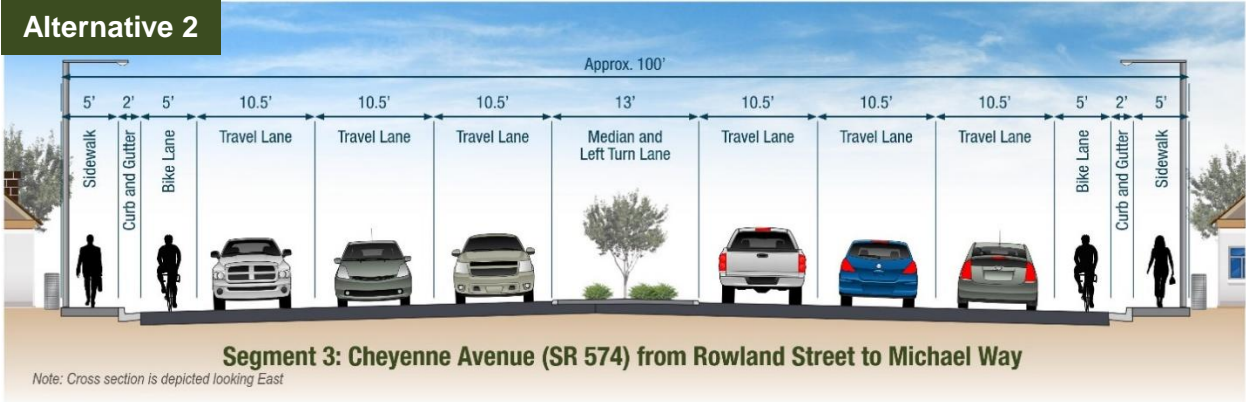 Alternative 2
Approx. 100'
5' 2' 5' 10.5' 10.5' 10.5' 13' 10.5' 10.5' 10.5' 5' 2' 5'
Sidewalk
Curb and Gutter
Bike Lane
Travel Lane
Travel Lane
Travel Lane
Median and
Left Turn Lane
Travel Lane
Travel Lane
Travel Lane
Bike Lane
Curb and Gutter
Sidewalk
Segment 3: Cheyenne Avenue (SR 574) from Rowland Street to Michael Way
Note: Cross section is depicted looking East